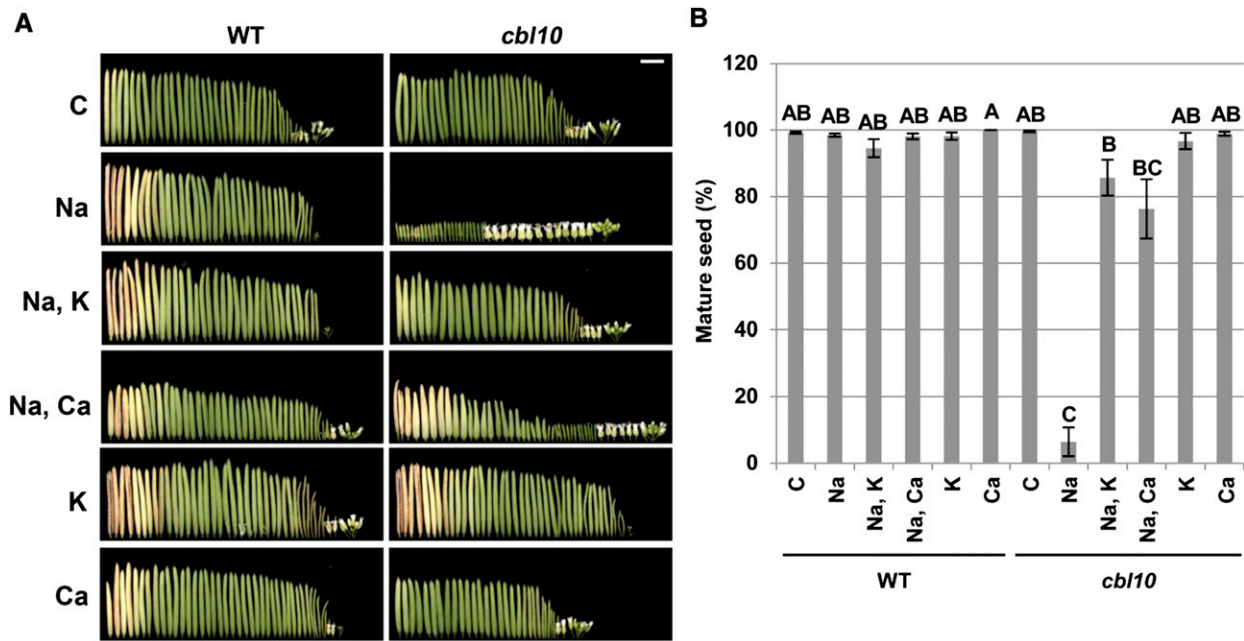 A
WT
cbl10
C
Na
Na, K
Na, Ca
K
Ca
B
Mature seed (%)
120
100
80
60
40
20
0
AB
AB
AB
AB
AB
A
AB
C
B
BC
AB
AB
C
Na
Na, K
Na, Ca
K
Ca
C
Na
Na, K
Na, Ca
K
Ca
WT
cbl10